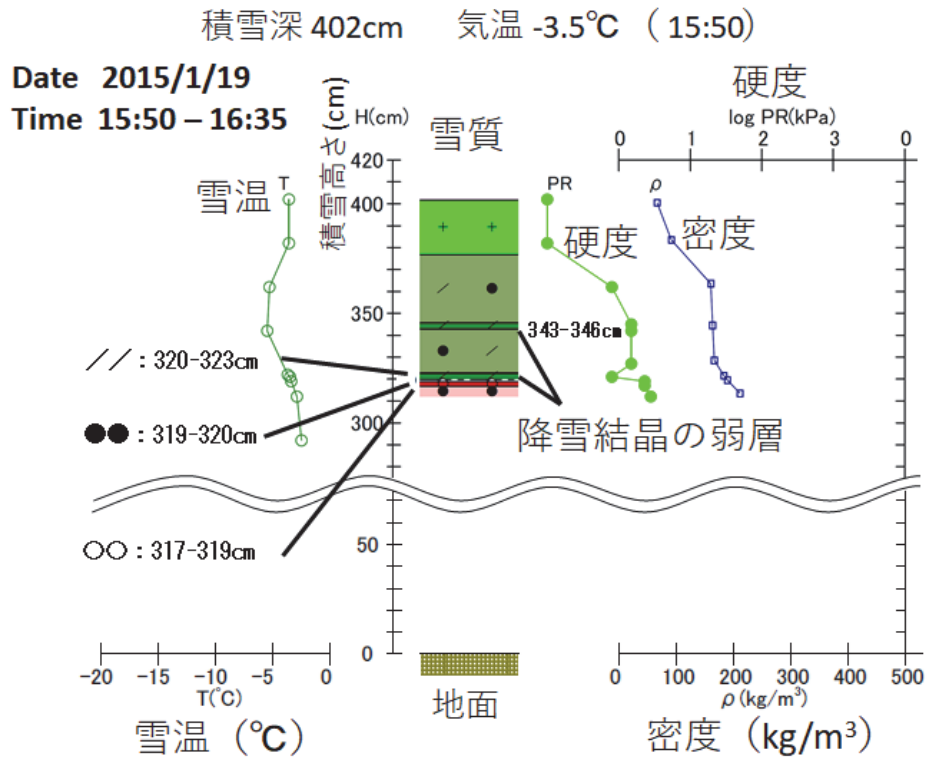 積雪深 402cm 気温 -3.5℃ ( 15:50)
Date 2015/1/19
Time 15:50 – 16:35
積雪高さ (cm)
H(cm)
雪質
硬度
log PR(kPa)
0 1 2 3 0
420
400
350
300
50
0
雪温
T
PR
硬度
ρ
密度
343-346cm
// : 320-323cm
●● : 319-320cm
○○ : 317-319cm
降雪結晶の弱層
-20 -15 -10 -5 0
T(℃)
雪温 (℃)
地面
0 100 200 300 400 500
ρ (kg/m³)
密度 (kg/m³)